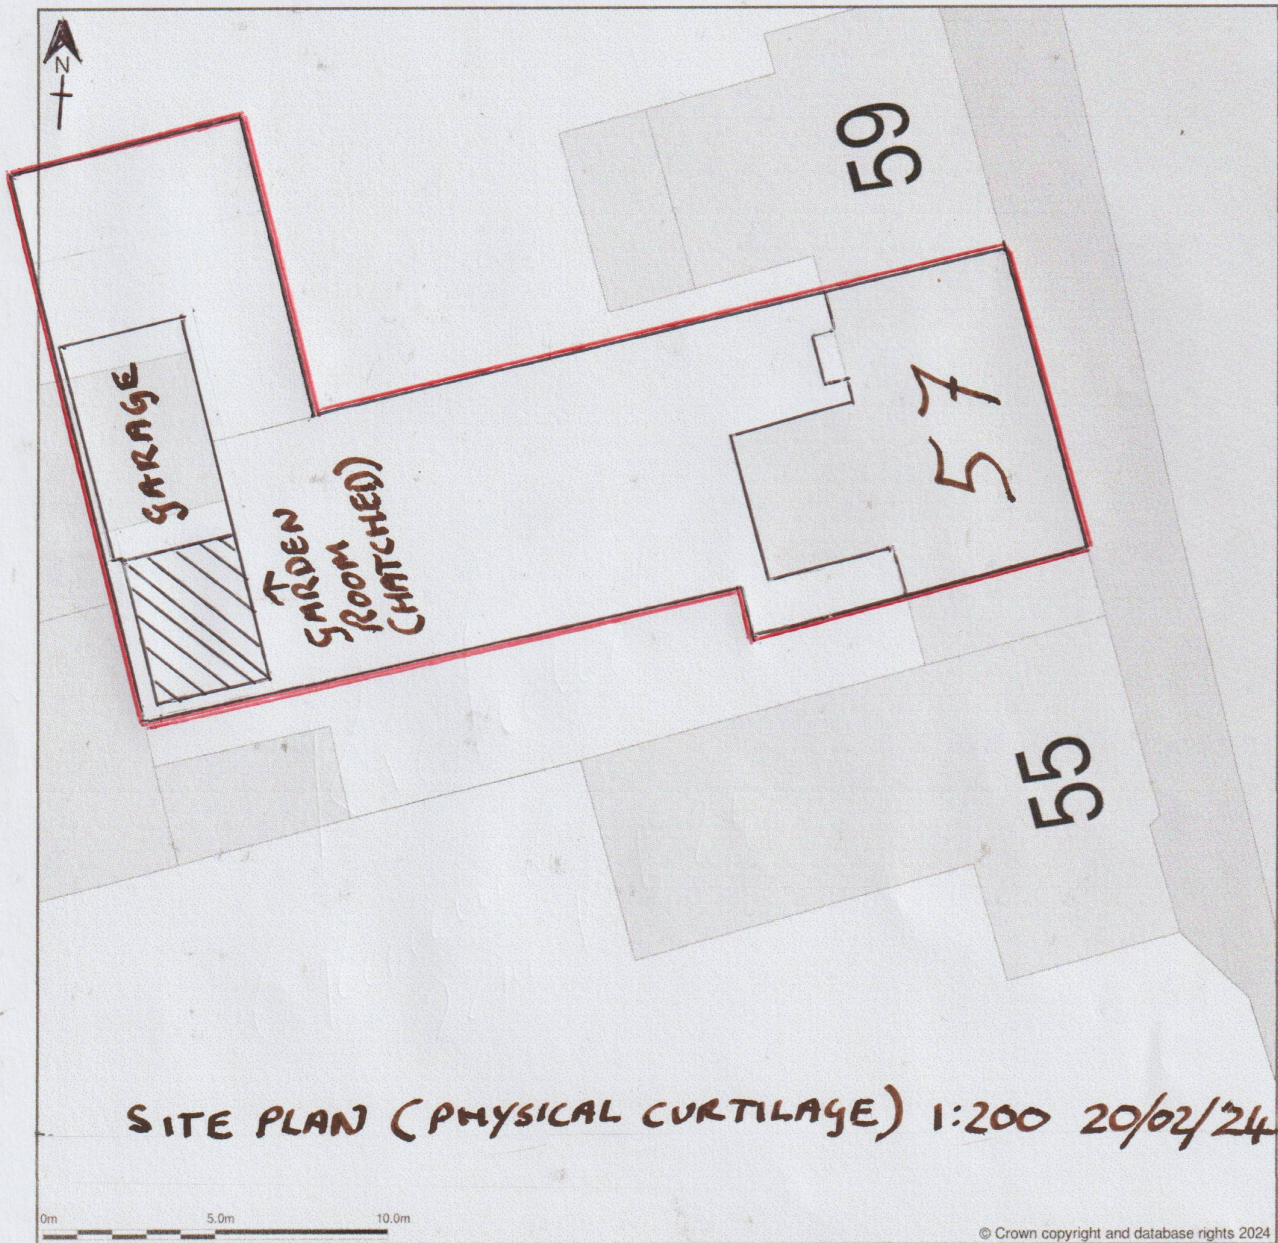 N
59
57
GARAGE
↑
GARDEN
ROOM
(HATCHED)
55
SITE PLAN (PHYSICAL CURTILAGE) 1:200 20/02/24
0m 5.0m 10.0m
© Crown copyright and database rights 2024